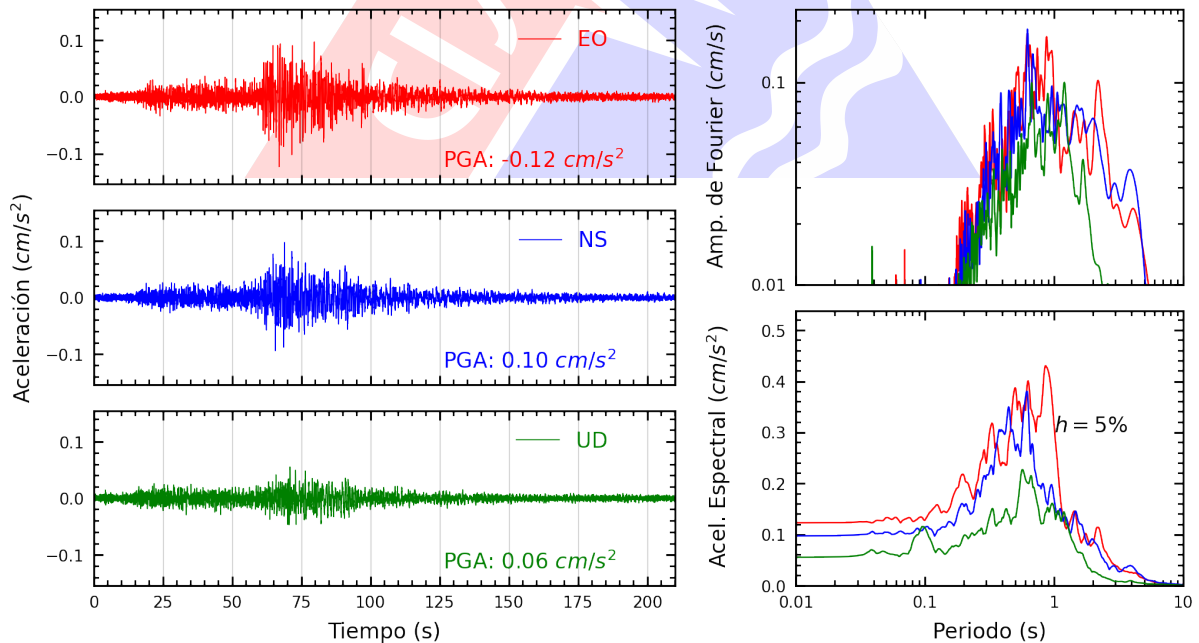 Aceleración (cm/s²)
0.1
0.0
−0.1
EO
PGA: -0.12 cm/s²
0.1
0.0
−0.1
NS
PGA: 0.10 cm/s²
0.1
0.0
−0.1
UD
PGA: 0.06 cm/s²
0 25 50 75 100 125 150 175 200
Tiempo (s)
Amp. de Fourier (cm/s)
0.1
0.01
Acel. Espectral (cm/s²)
0.5
0.4
0.3
0.2
0.1
0.0
h = 5%
0.01 0.1 1 10
Periodo (s)